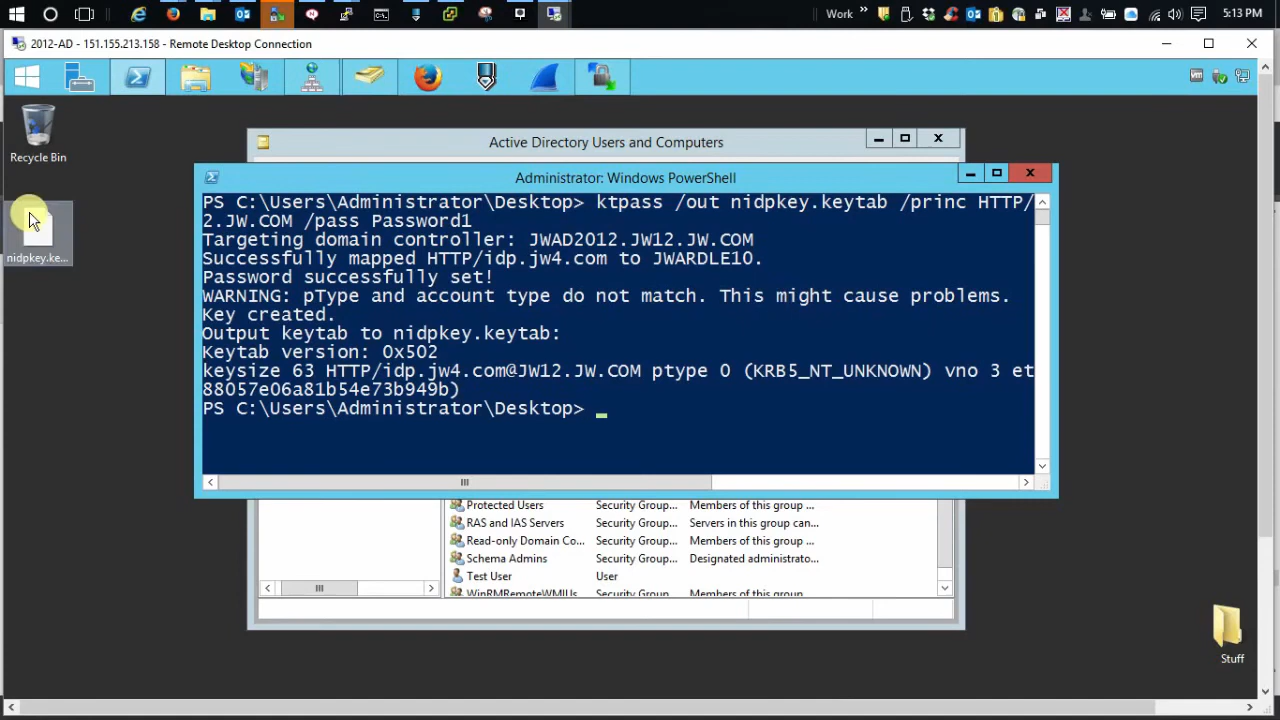 Work
5:13 PM
2012-AD - 151.155.213.158 - Remote Desktop Connection
Recycle Bin
nidpkey.ke...
Active Directory Users and Computers
Administrator: Windows PowerShell
PS C:\Users\Administrator\Desktop> ktpass /out nidpkey.keytab /princ HTTP/
2.JW.COM /pass Password1
Targeting domain controller: JWAD2012.JW12.JW.COM
Successfully mapped HTTP/idp.jw4.com to JWARDLE10.
Password successfully set!
WARNING: pType and account type do not match. This might cause problems.
Key created.
Output keytab to nidpkey.keytab:
Keytab version: 0x502
keysize 63 HTTP/idp.jw4.com@JW12.JW.COM ptype 0 (KRB5_NT_UNKNOWN) vno 3 et
88057e06a81b54e73b949b)
PS C:\Users\Administrator\Desktop>
Protected Users Security Group... Members of this group ...
RAS and IAS Servers Security Group... Servers in this group can...
Read-only Domain Co... Security Group... Members of this group ...
Schema Admins Security Group... Designated administrato...
Test User User
WinRMRemoteWMIUs Security Group Members of this group
Stuff